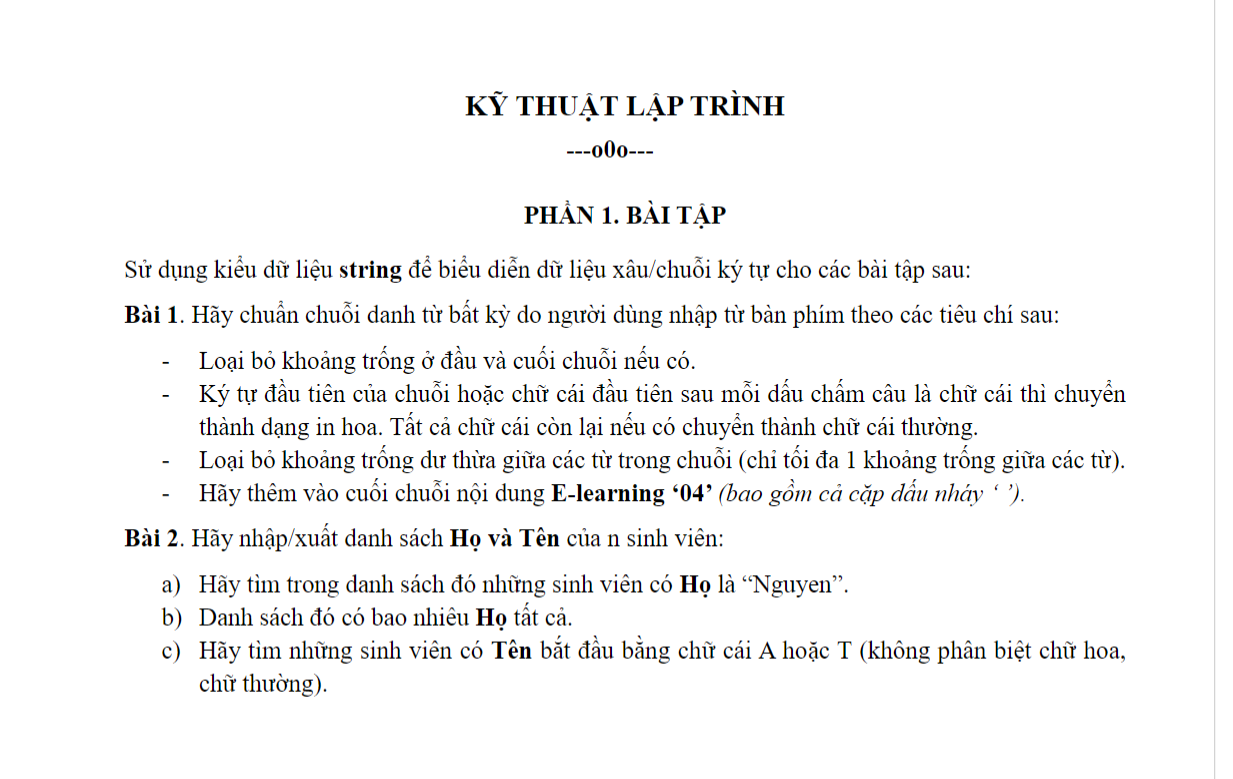 KỸ THUẬT LẬP TRÌNH
---o0o---
PHẦN 1. BÀI TẬP
Sử dụng kiểu dữ liệu string để biểu diễn dữ liệu xâu/chuỗi ký tự cho các bài tập sau:
Bài 1. Hãy chuẩn chuỗi danh từ bất kỳ do người dùng nhập từ bàn phím theo các tiêu chí sau:
- Loại bỏ khoảng trống ở đầu và cuối chuỗi nếu có.
- Ký tự đầu tiên của chuỗi hoặc chữ cái đầu tiên sau mỗi dấu chấm câu là chữ cái thì chuyển
thành dạng in hoa. Tất cả chữ cái còn lại nếu có chuyển thành chữ cái thường.
- Loại bỏ khoảng trống dư thừa giữa các từ trong chuỗi (chỉ tối đa 1 khoảng trống giữa các từ).
- Hãy thêm vào cuối chuỗi nội dung E-learning ‘04’ (bao gồm cả cặp dấu nháy ‘ ’).
Bài 2. Hãy nhập/xuất danh sách Họ và Tên của n sinh viên:
a) Hãy tìm trong danh sách đó những sinh viên có Họ là “Nguyen”.
b) Danh sách đó có bao nhiêu Họ tất cả.
c) Hãy tìm những sinh viên có Tên bắt đầu bằng chữ cái A hoặc T (không phân biệt chữ hoa,
chữ thường).